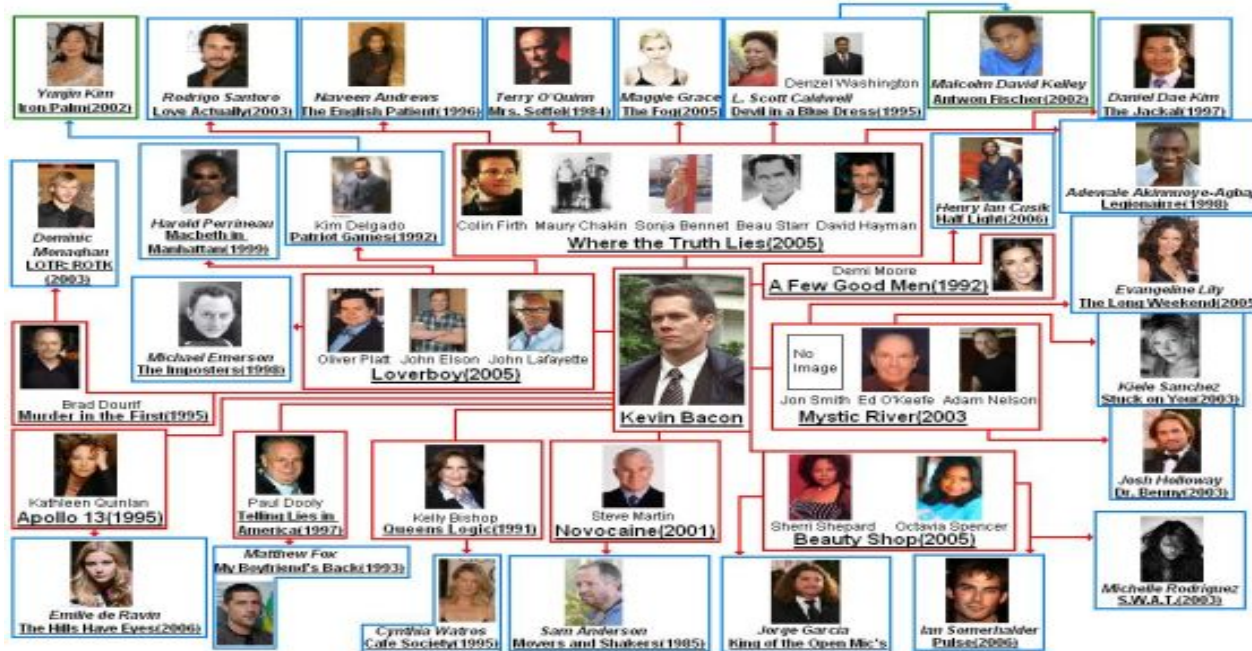 Yunjin Kim
Iron Palm(2002)
Rodrigo Santoro
Love Actually(2003)
Naveen Andrews
The English Patient(1996)
Terry O'Quinn
Mrs. Soffel(1984)
Maggie Grace
The Fog(2005)
Denzel Washington
L. Scott Caldwell
Devil in a Blue Dress(1995)
Malcolm David Kelley
Antwon Fischer(2002)
Daniel Dae Kim
The Jackal(1997)
Dominic
Monaghan
LOTR: ROTK
(2003)
Harold Perrineau
Macbeth in
Manhattan(1999)
Kim Delgado
Patriot Games(1992)
Colin Firth
Maury Chakin
Sonja Bennet
Beau Starr
David Hayman
Where the Truth Lies(2005)
Henry Ian Cusik
Half Light(2006)
Adewale
Legionairre(1998)
Demi Moore
A Few Good Men(1992)
Evangeline Lily
The Long Weekend(2005
Michael Emerson
The Imposters(1998)
Oliver Platt
John Elson
John Lafayette
Loverboy(2005)
Kevin Bacon
No
Image
Jon Smith
Ed O'Keefe
Adam Nelson
Mystic River(2003
Kiele Sanchez
Stuck on You(2003)
Brad Dourif
Murder in the First(1995)
Josh Holloway
Dr. Benny(2003)
Kathleen Quinlan
Apollo 13(1995)
Paul Dooly
Telling Lies in
America(1997)
Kelly Bishop
Queens Logic(1991)
Steve Martin
Novocaine(2001)
Sherri Shepard
Octavia Spencer
Beauty Shop(2005)
Michelle Rodriguez
S.W.A.T.(2003)
Emilie de Ravin
The Hills Have Eyes(2006)
Matthew Fox
My Boyfriend's Back(1993)
Cynthia Watros
Cafe Society(1995)
Sam Anderson
Movers and Shakers(1985)
Jorge Garcia
King of the Open Mic's
Ian Somerhalder
Pulse(2006)